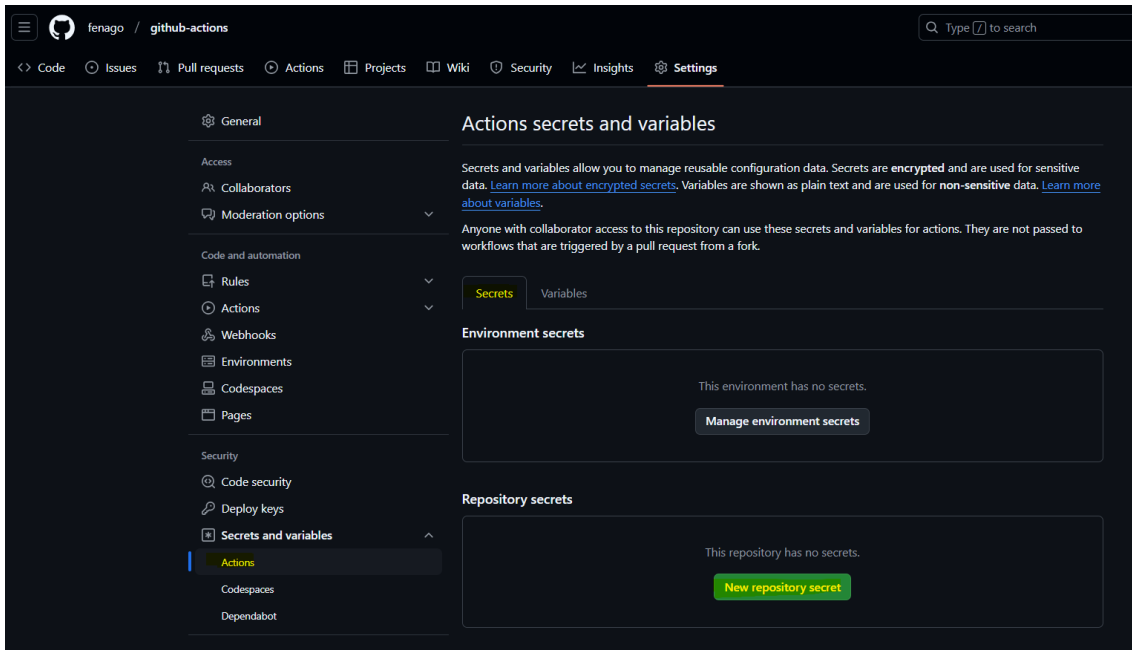 fenago / github-actions
Type / to search
Code Issues Pull requests Actions Projects Wiki Security Insights Settings
General
Access
Collaborators
Moderation options
Code and automation
Rules
Actions
Webhooks
Environments
Codespaces
Pages
Security
Code security
Deploy keys
Secrets and variables
Actions
Codespaces
Dependabot
Actions secrets and variables
Secrets and variables allow you to manage reusable configuration data. Secrets are encrypted and are used for sensitive
data. Learn more about encrypted secrets. Variables are shown as plain text and are used for non-sensitive data. Learn more
about variables.
Anyone with collaborator access to this repository can use these secrets and variables for actions. They are not passed to
workflows that are triggered by a pull request from a fork.
Secrets Variables
Environment secrets
This environment has no secrets.
Manage environment secrets
Repository secrets
This repository has no secrets.
New repository secret